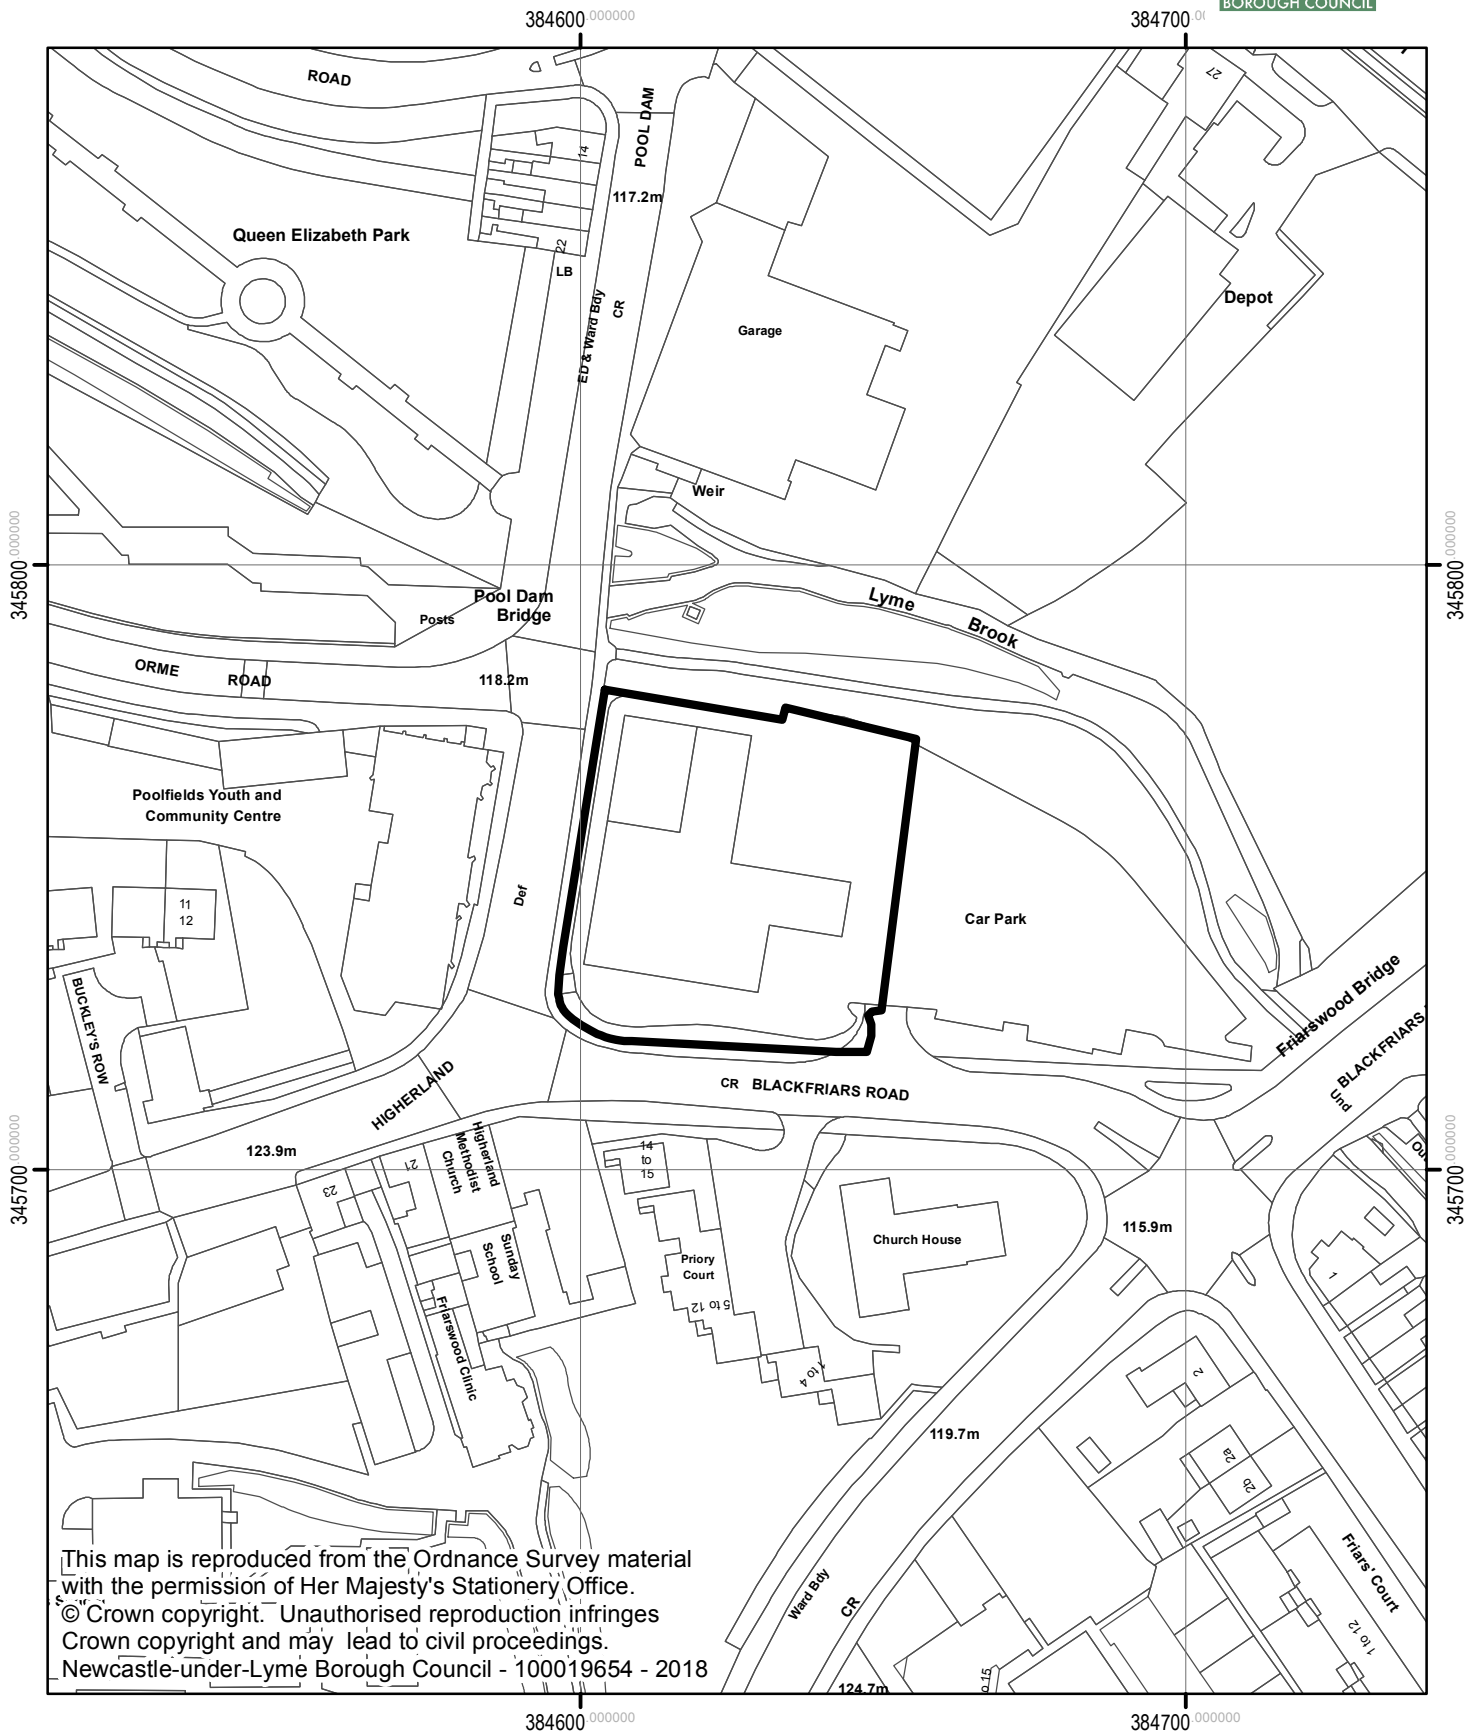 BOROUGH COUNCIL
384600.000000
384700
ROAD
POOL DAM
14
27
117.2m
Queen Elizabeth Park
22
LB
ED & Ward Bdy
CR
Depot
Garage
Weir
345800.000000
345800.000000
Pool Dam
Bridge
Posts
Lyme
Brook
ORME
ROAD
118.2m
Poolfields Youth and
Community Centre
Def
11
12
Car Park
BUCKLEY'S ROW
Friarswood Bridge
BLACKFRIARS
Und
CR BLACKFRIARS ROAD
HIGHERLAND
123.9m
Higherland
Methodist
Church
21
23
14
to
15
345700.000000
345700.000000
115.9m
Church House
Sunday
School
Priory
Court
5 to 12
1
Friarswood Clinic
1 to 4
2
119.7m
2a
2b
Friars' Court
1 to 12
Ward Bdy
CR
124.7m
This map is reproduced from the Ordnance Survey material
with the permission of Her Majesty's Stationery Office.
© Crown copyright. Unauthorised reproduction infringes
Crown copyright and may lead to civil proceedings.
Newcastle-under-Lyme Borough Council - 100019654 - 2018
384600.000000
384700.000000